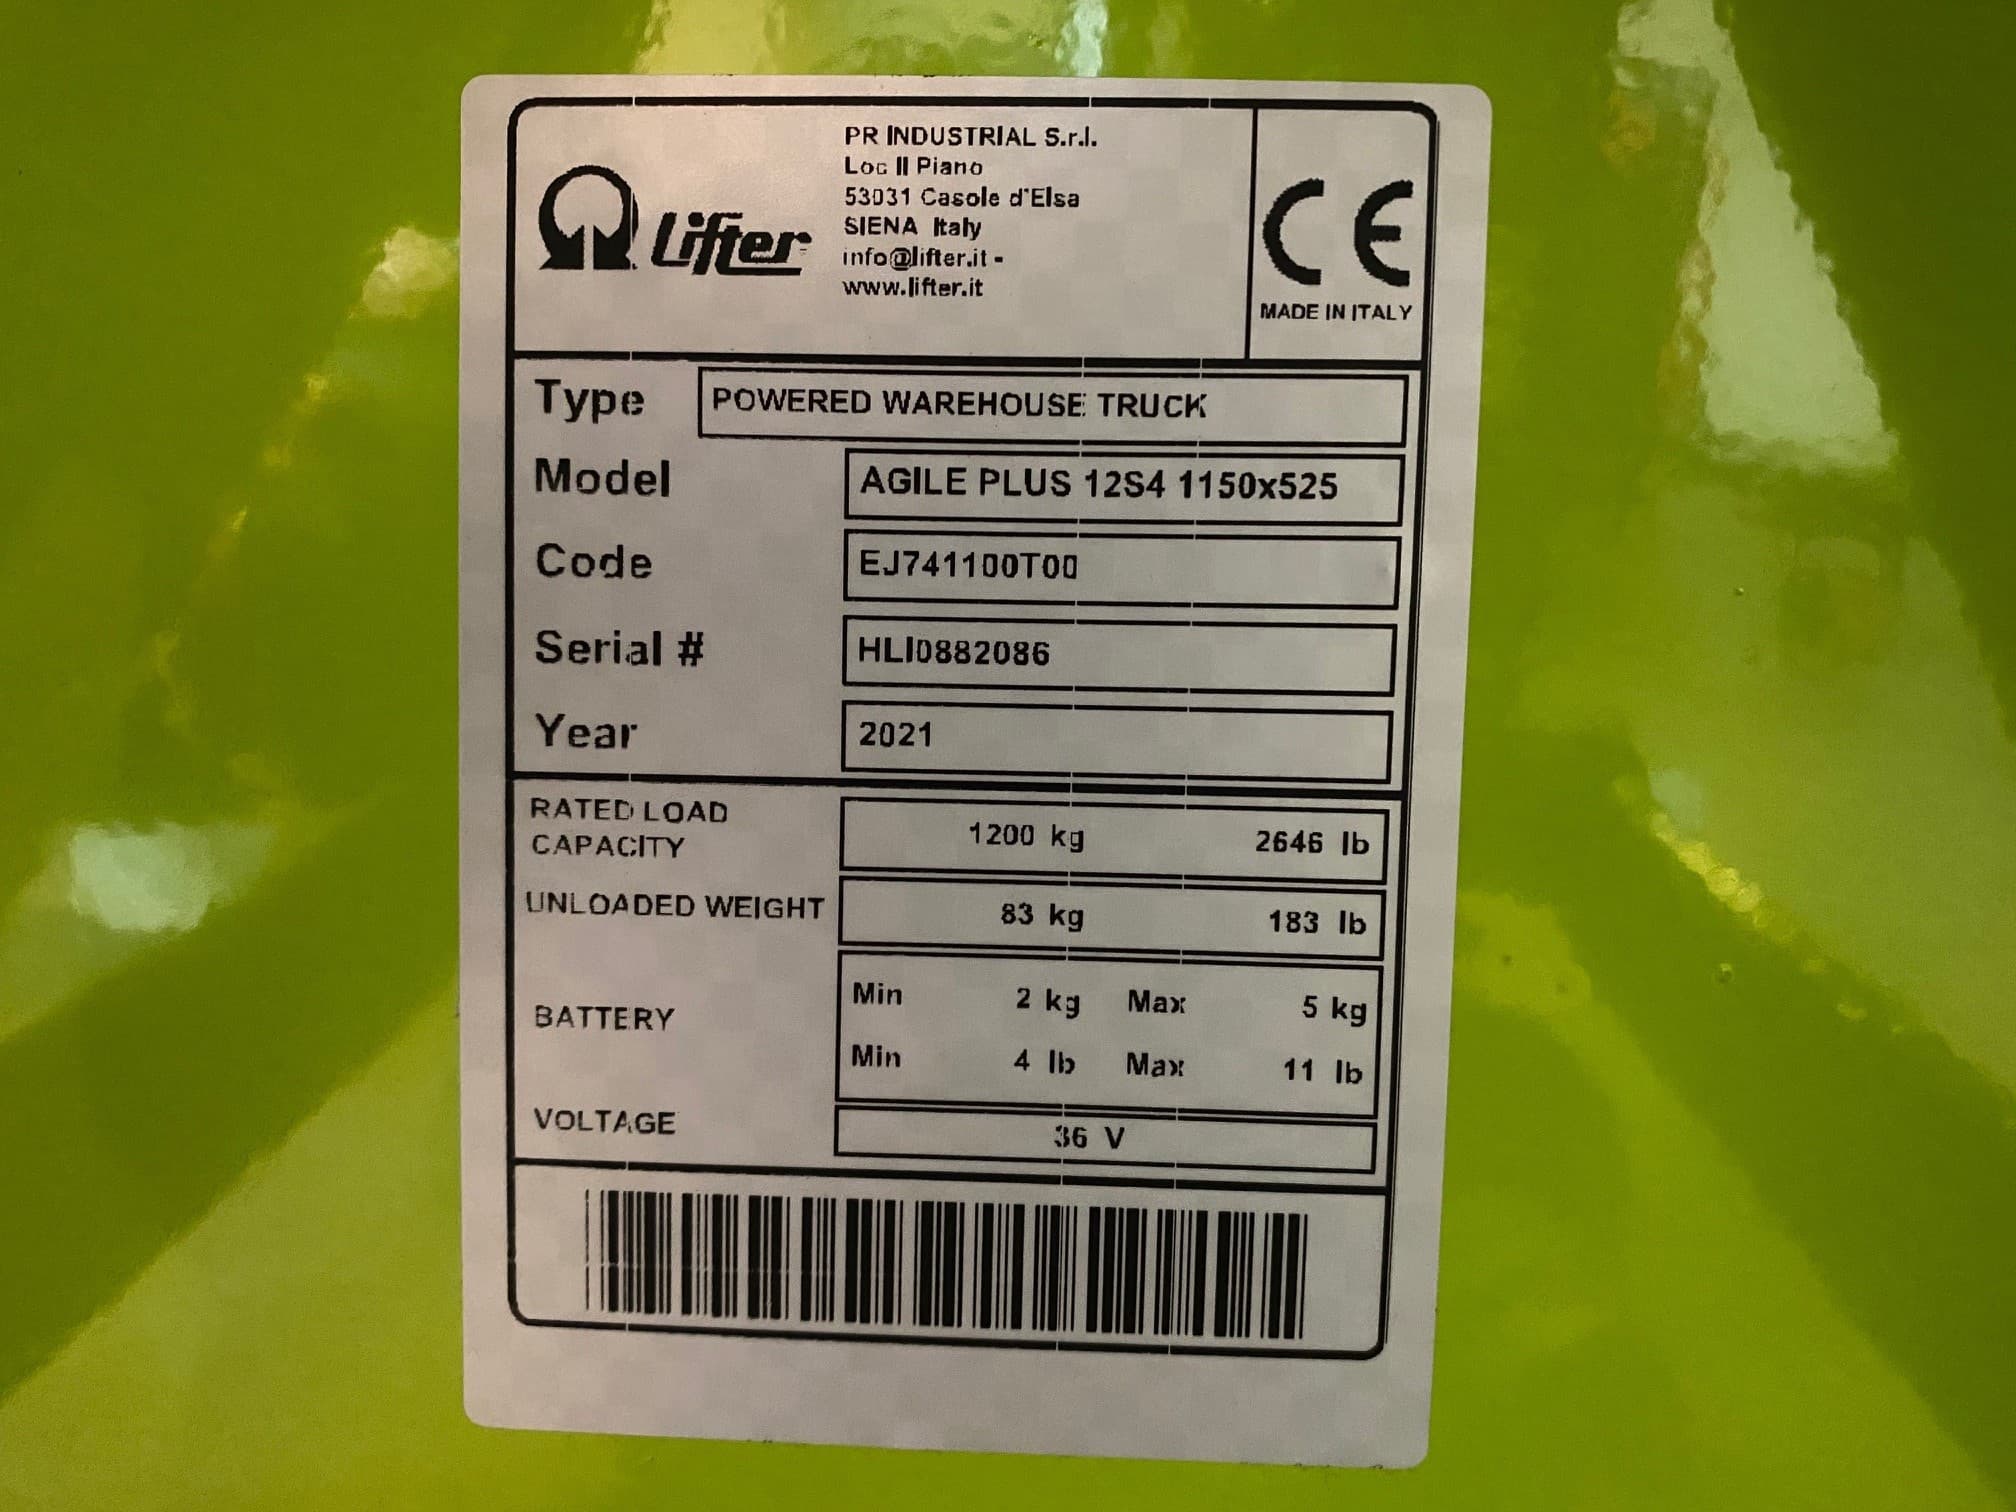 Lifter
PR INDUSTRIAL S.r.l.
Loc Il Piano
53031 Casole d'Elsa
SIENA Italy
info@lifter.it -
www.lifter.it
CE
MADE IN ITALY
Type POWERED WAREHOUSE TRUCK
Model AGILE PLUS 12S4 1150x525
Code EJ741100T00
Serial # HLI0882086
Year 2021
RATED LOAD
CAPACITY 1200 kg 2646 lb
UNLOADED WEIGHT 83 kg 183 lb
BATTERY
Min 2 kg Max 5 kg
Min 4 lb Max 11 lb
VOLTAGE 36 V